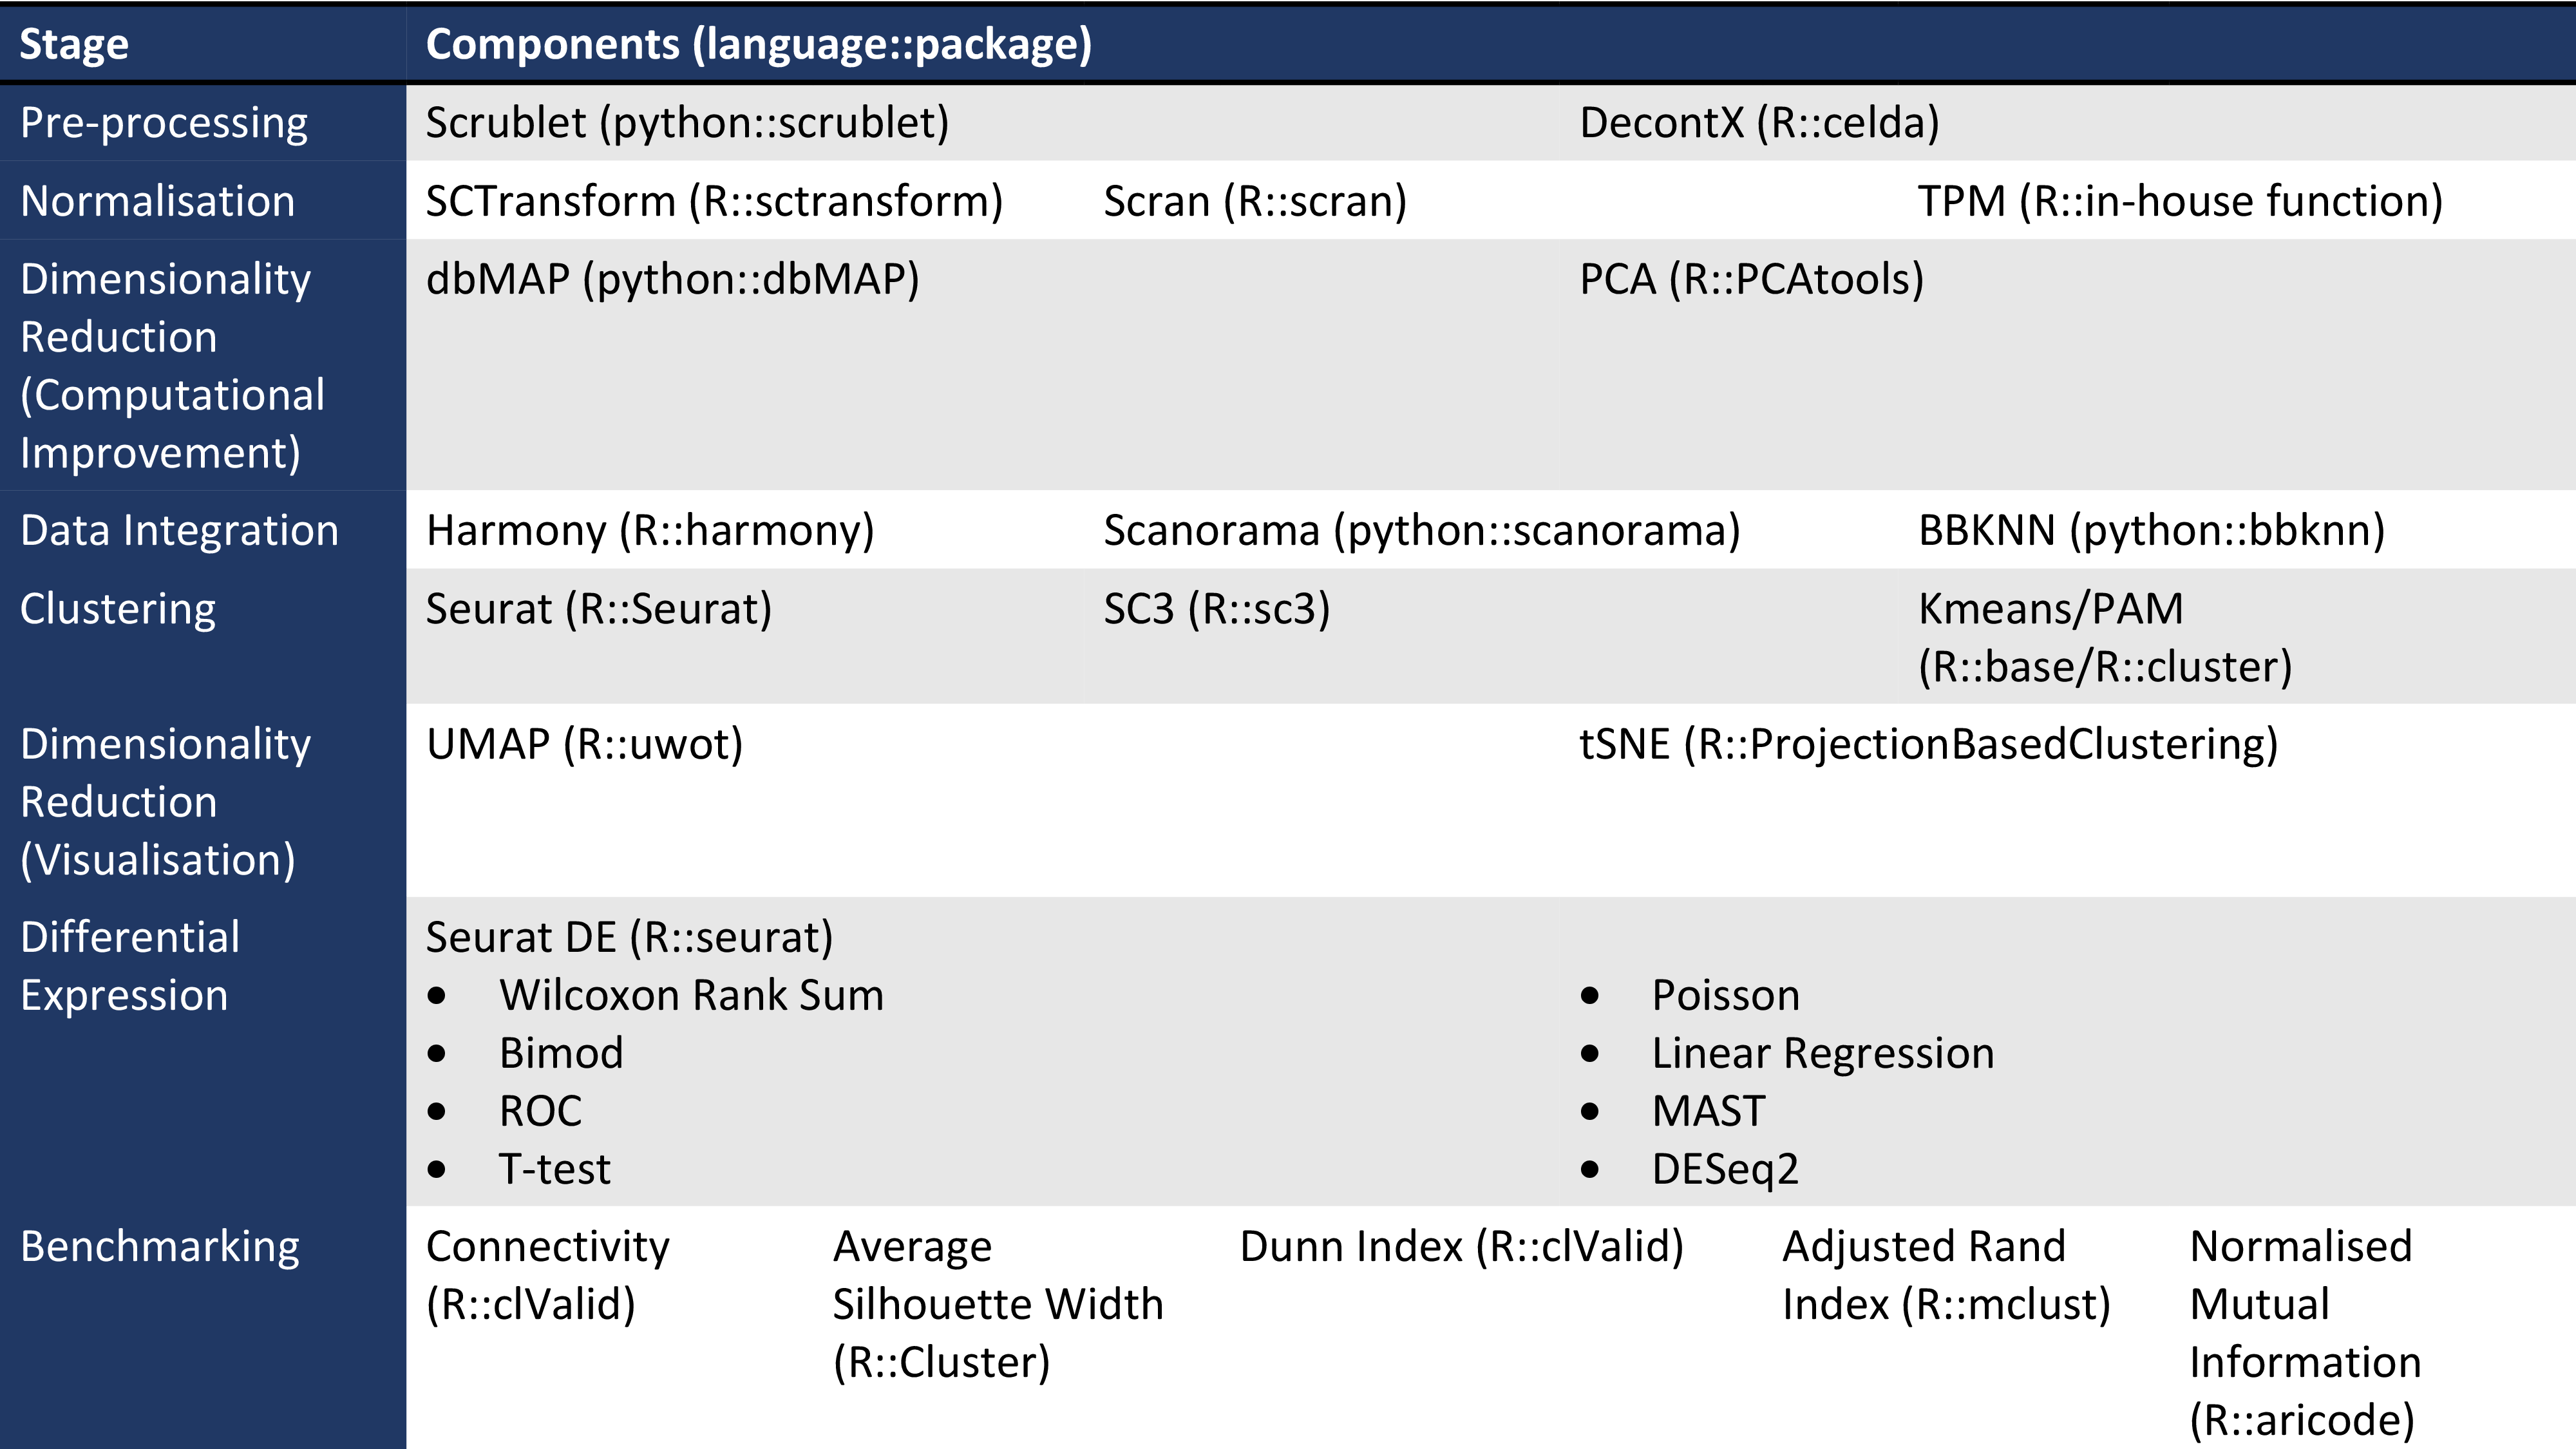 Stage Components (language::package)
Pre-processing Scrublet (python::scrublet) DecontX (R::celda)
Normalisation SCTransform (R::sctransform) Scran (R::scran) TPM (R::in-house function)
Dimensionality dbMAP (python::dbMAP) PCA (R::PCAtools)
Reduction
(Computational
Improvement)
Data Integration Harmony (R::harmony) Scanorama (python::scanorama) BBKNN (python::bbknn)
Clustering Seurat (R::Seurat) SC3 (R::sc3) Kmeans/PAM
(R::base/R::cluster)
Dimensionality UMAP (R::uwot) tSNE (R::ProjectionBasedClustering)
Reduction
(Visualisation)
Differential Seurat DE (R::seurat)
Expression • Wilcoxon Rank Sum • Poisson
• Bimod • Linear Regression
• ROC • MAST
• T-test • DESeq2
Benchmarking Connectivity Average Dunn Index (R::clValid) Adjusted Rand Normalised
(R::clValid) Silhouette Width Index (R::mclust) Mutual
(R::Cluster) Information
(R::aricode)